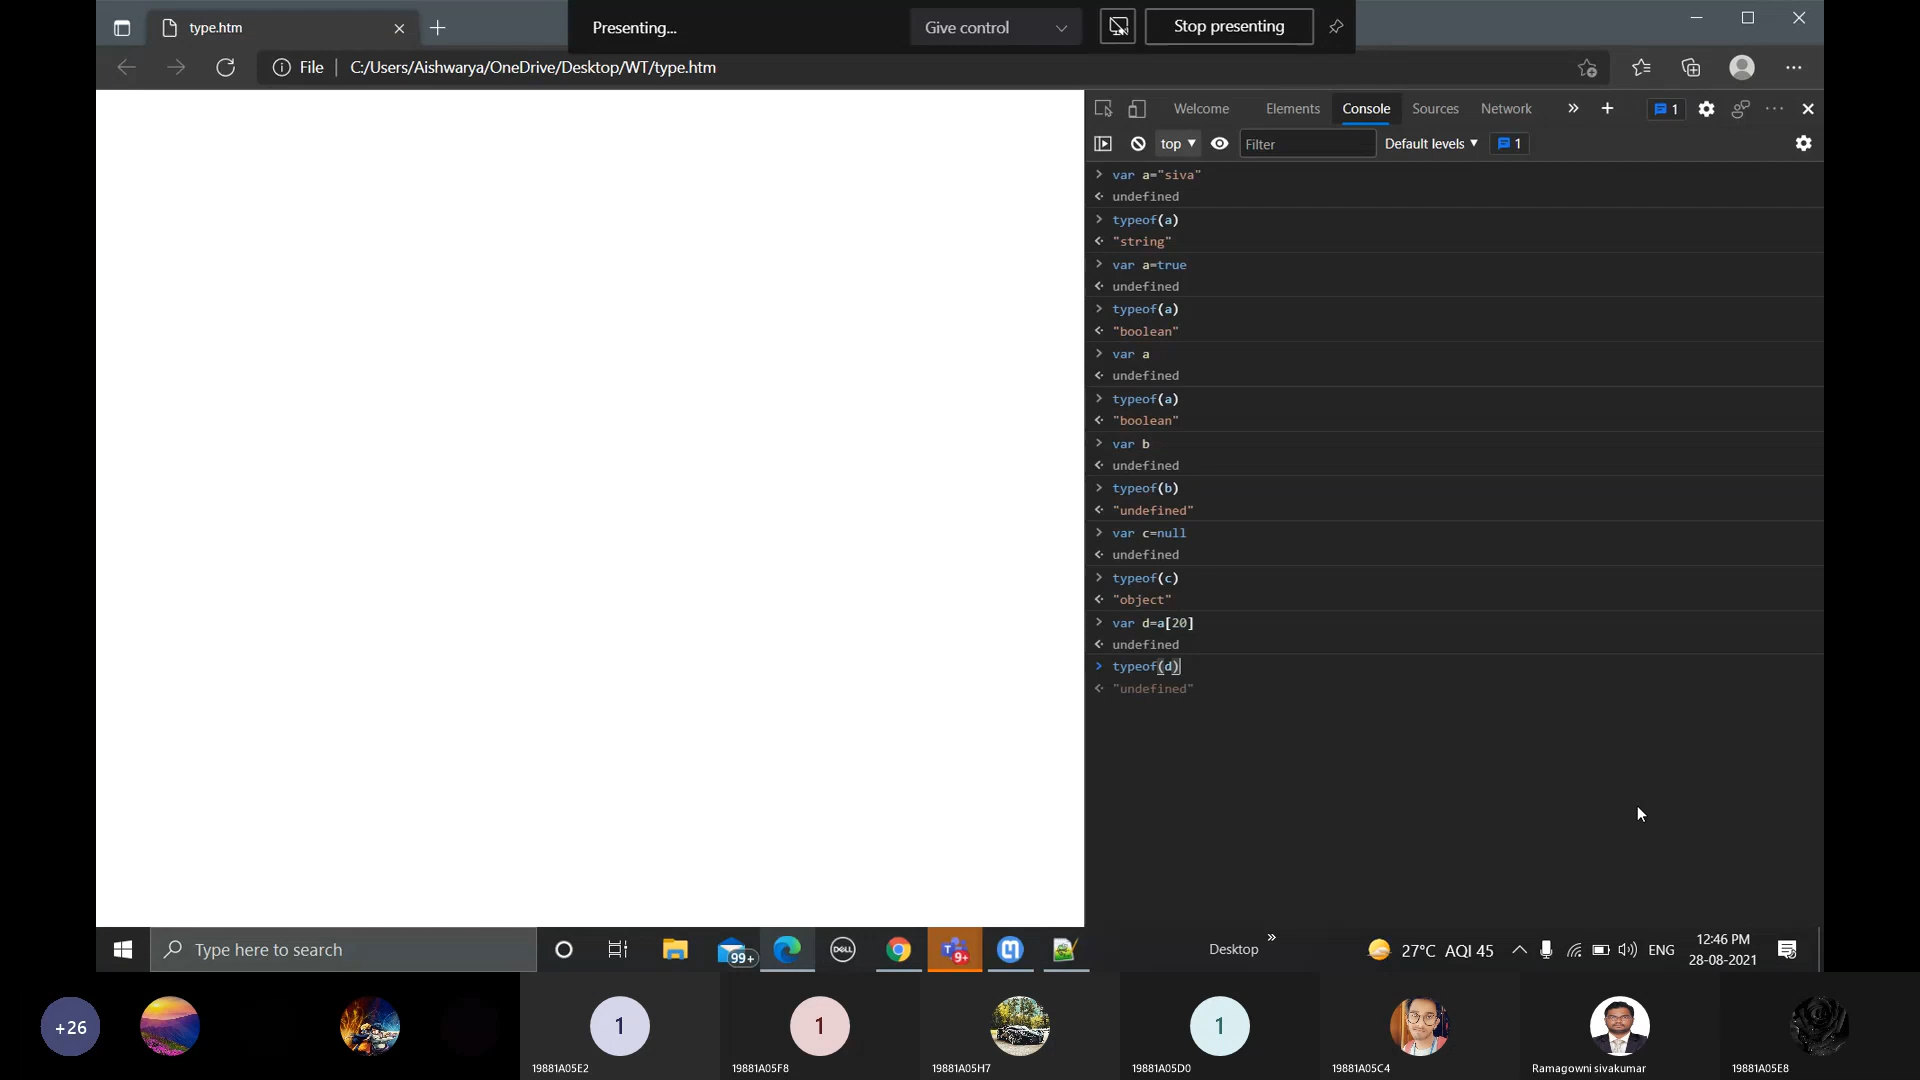 type.htm
Presenting...
Give control
Stop presenting
File
C:/Users/Aishwarya/OneDrive/Desktop/WT/type.htm
Welcome Elements Console Sources Network 1
top Filter Default levels 1
var a="siva"
undefined
typeof(a)
"string"
var a=true
undefined
typeof(a)
"boolean"
var a
undefined
typeof(a)
"boolean"
var b
undefined
typeof(b)
"undefined"
var c=null
undefined
typeof(c)
"object"
var d=a[20]
undefined
typeof(d)
"undefined"
Type here to search
99+
DELL
9+
Desktop
27°C AQI 45
ENG
12:46 PM
28-08-2021
+26
1
1
1
19881A05E2
19881A05F8
19881A05H7
19881A05D0
19881A05C4
Ramagowni sivakumar
19881A05E8